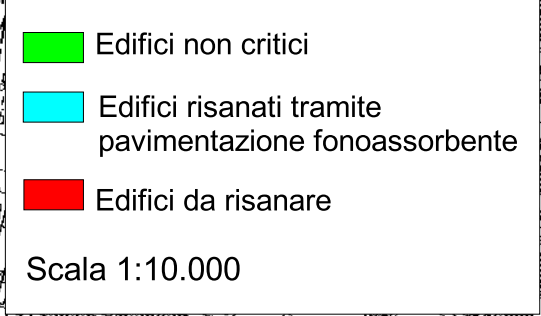 Edifici non critici
Edifici risanati tramite
pavimentazione fonoassorbente
Edifici da risanare
Scala 1:10.000